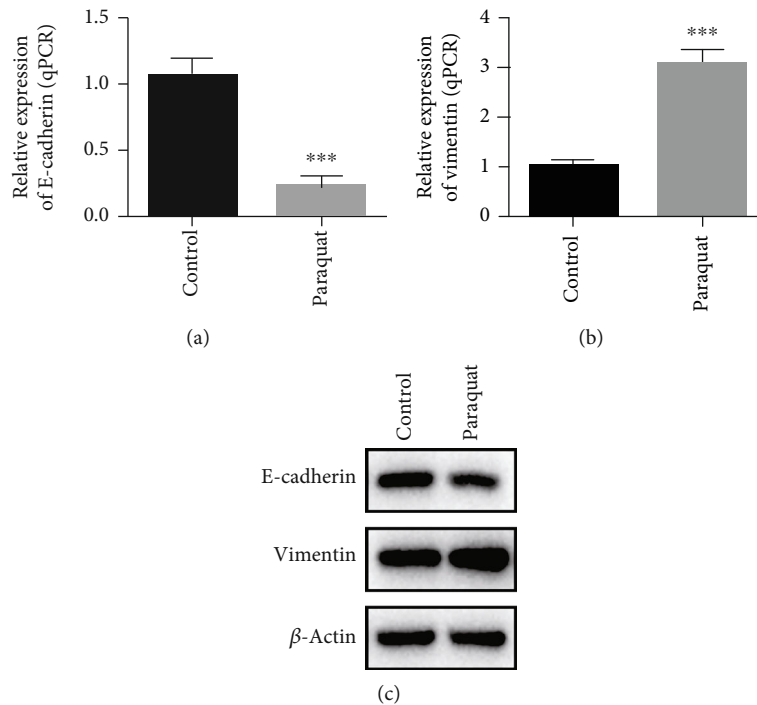 Relative expression
of E-cadherin (qPCR)
1.5
1.0
0.5
0.0
***
Control
Paraquat
(a)
Relative expression
of vimentin (qPCR)
4
3
2
1
0
***
Control
Paraquat
(b)
Control
Paraquat
E-cadherin
Vimentin
β-Actin
(c)